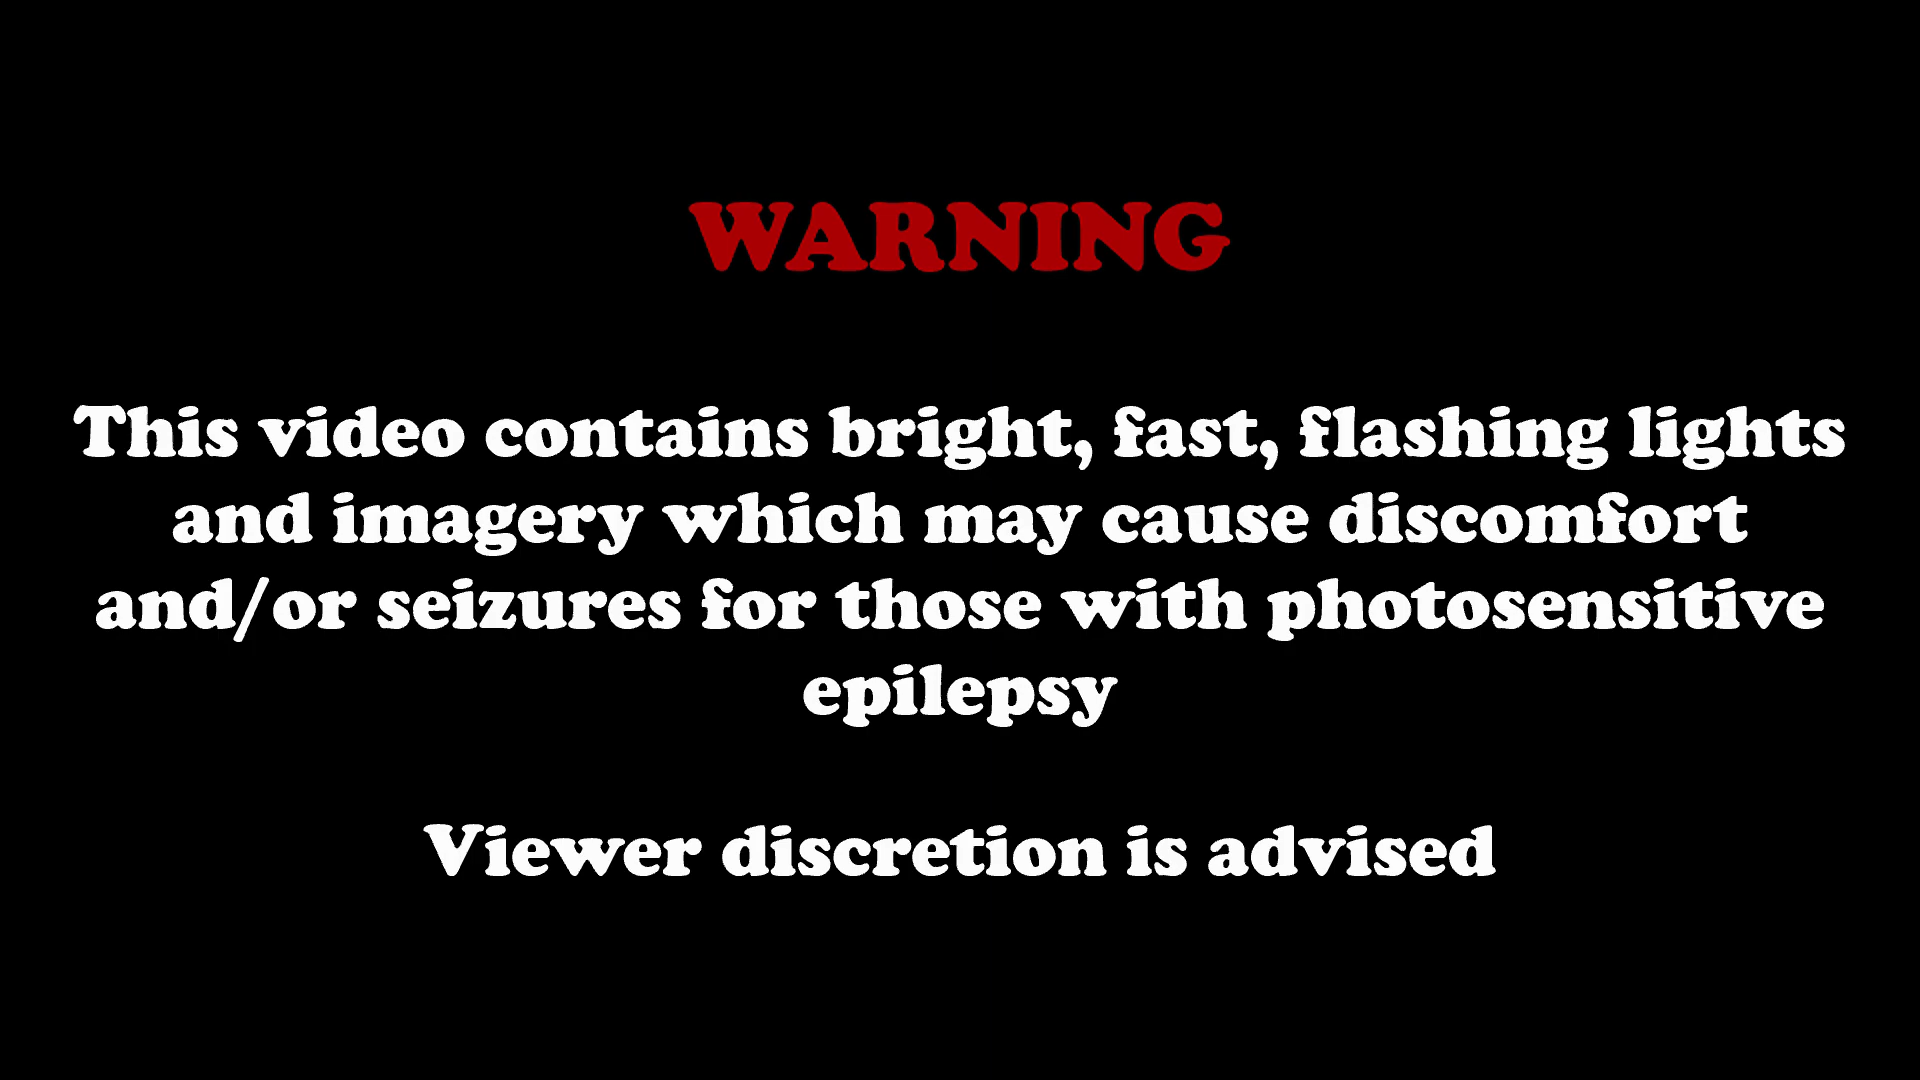 WARNING
This video contains bright, fast, flashing lights
and imagery which may cause discomfort
and/or seizures for those with photosensitive
epilepsy
Viewer discretion is advised